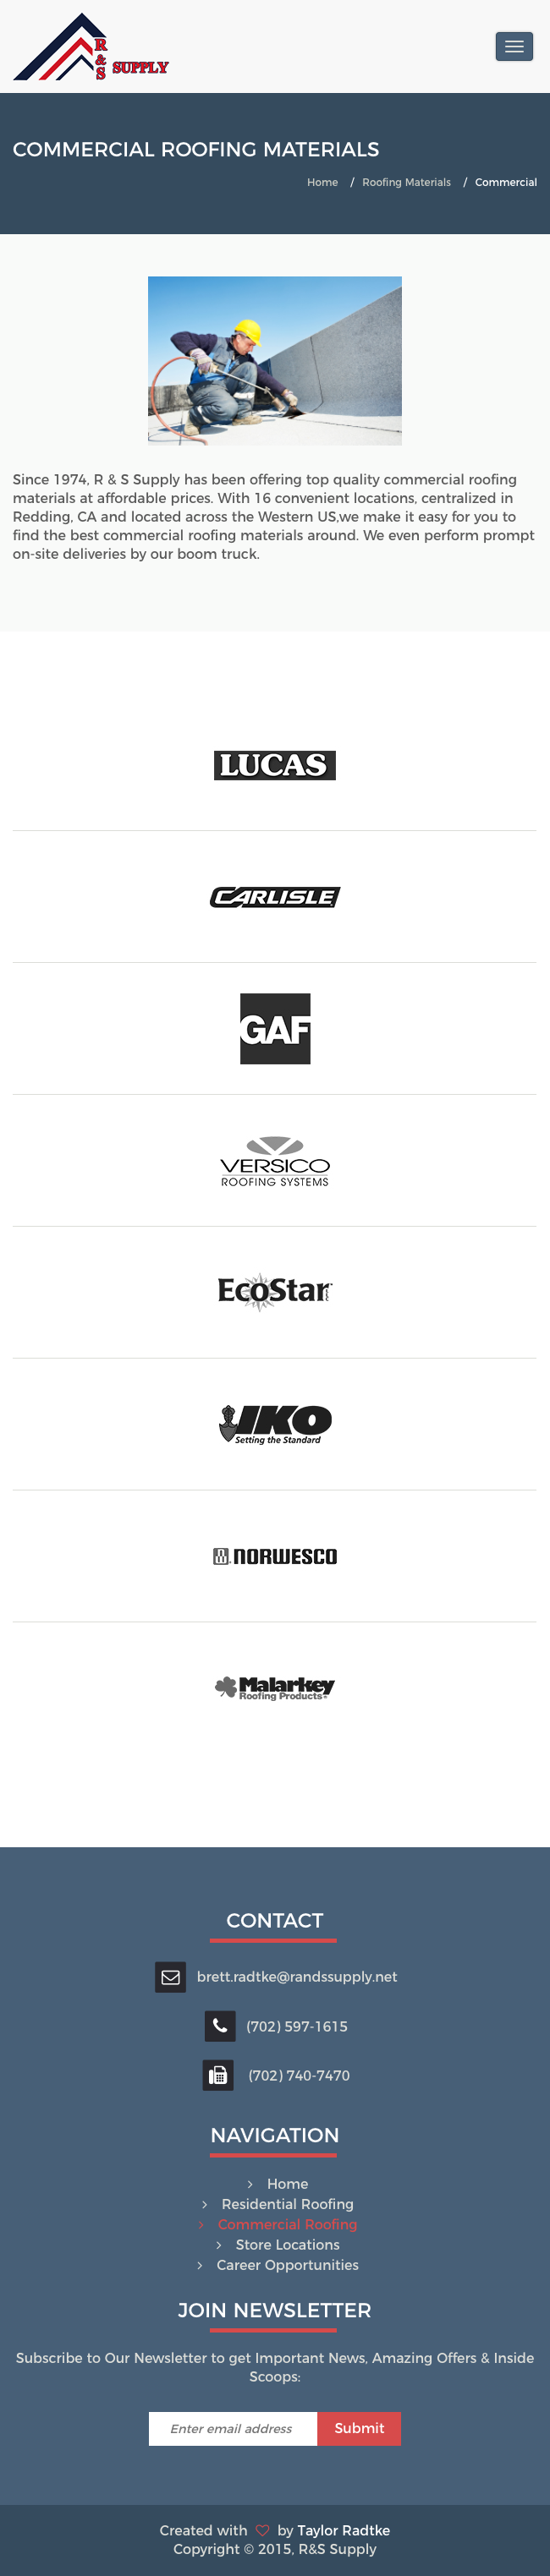 R & S SUPPLY
COMMERCIAL ROOFING MATERIALS
Home / Roofing Materials / Commercial
Since 1974, R & S Supply has been offering top quality commercial roofing
materials at affordable prices. With 16 convenient locations, centralized in
Redding, CA and located across the Western US,we make it easy for you to
find the best commercial roofing materials around. We even perform prompt
on-site deliveries by our boom truck.
LUCAS
CARLISLE
GAF
VERSICO
ROOFING SYSTEMS
EcoStar
IKO
Setting the Standard
NORWESCO
Malarkey
Roofing Products®
CONTACT
brett.radtke@randssupply.net
(702) 597-1615
(702) 740-7470
NAVIGATION
Home
Residential Roofing
Commercial Roofing
Store Locations
Career Opportunities
JOIN NEWSLETTER
Subscribe to Our Newsletter to get Important News, Amazing Offers & Inside
Scoops:
Enter email address Submit
Created with ♡ by Taylor Radtke
Copyright © 2015, R&S Supply